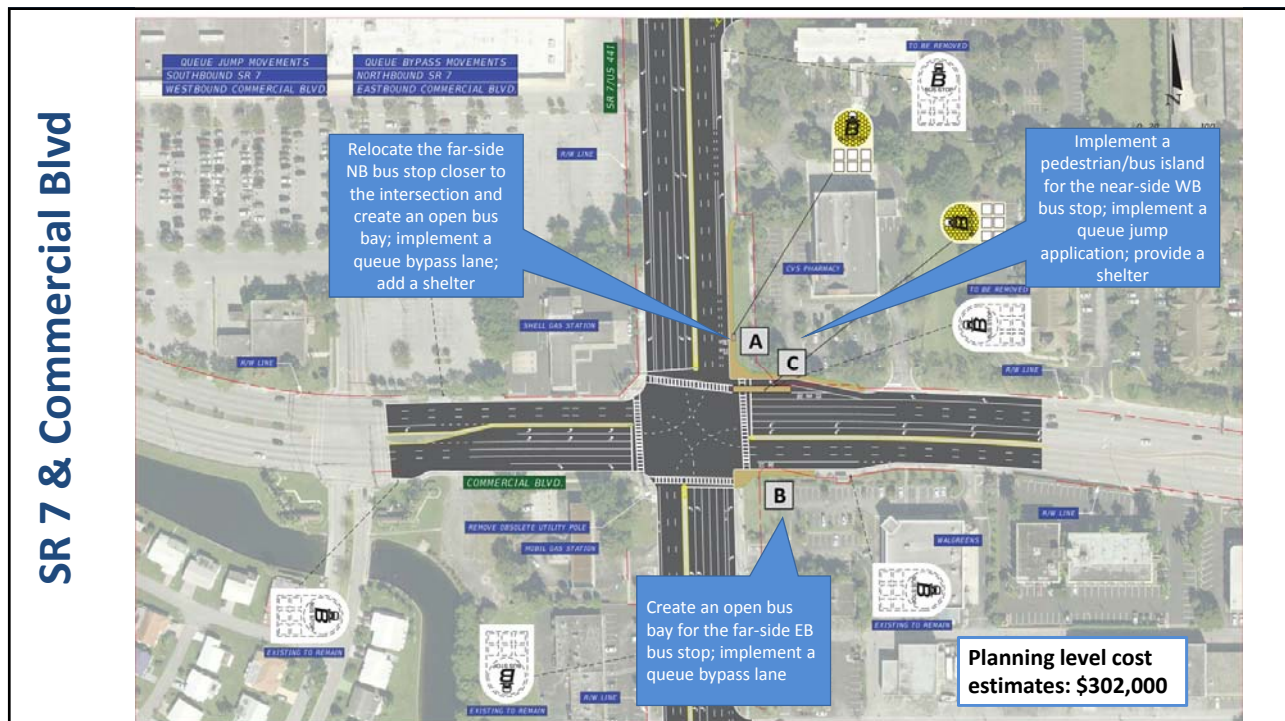 SR 7 & Commercial Blvd
QUEUE JUMP MOVEMENTS
SOUTHBOUND SR 7
WESTBOUND COMMERCIAL BLVD.
QUEUE BYPASS MOVEMENTS
NORTHBOUND SR 7
EASTBOUND COMMERCIAL BLVD.
SR 7/US 441
TO BE REMOVED
B
BUS STOP
N
Relocate the far-side
NB bus stop closer to
the intersection and
create an open bus
bay; implement a
queue bypass lane;
add a shelter
R/W LINE
B
Implement a
pedestrian/bus island
for the near-side WB
bus stop; implement a
queue jump
application; provide a
shelter
B
CVS PHARMACY
TO BE REMOVED
B
BUS STOP
SHELL GAS STATION
R/W LINE
A
C
R/W LINE
COMMERCIAL BLVD.
B
REMOVE OBSOLETE UTILITY POLE
MOBIL GAS STATION
R/W LINE
WALGREENS
B
EXISTING TO REMAIN
Create an open bus
bay for the far-side EB
bus stop; implement a
queue bypass lane
B
EXISTING TO REMAIN
B
BUS STOP
EXISTING TO REMAIN
R/W LINE
Planning level cost
estimates: $302,000